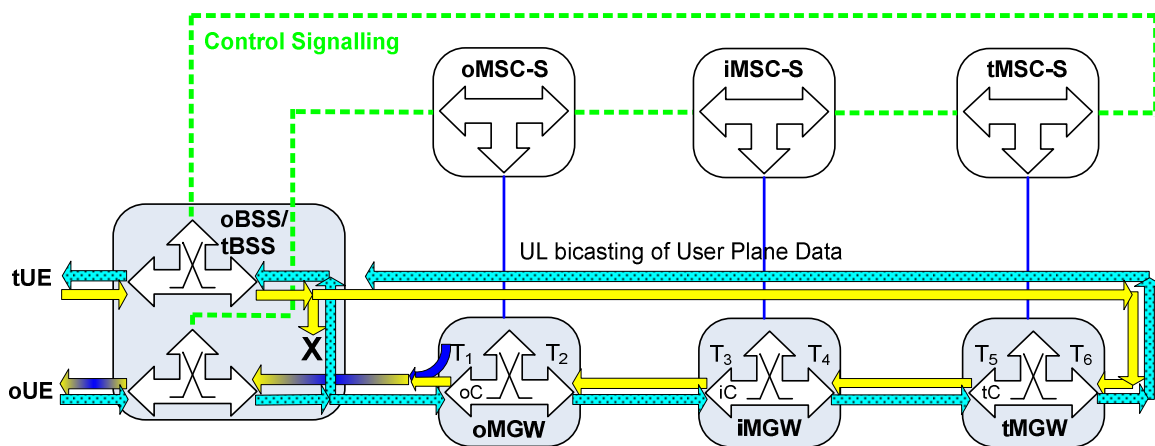 Control Signalling
oMSC-S
iMSC-S
tMSC-S
oBSS/
tBSS
UL bicasting of User Plane Data
tUE
X
T1
T2
T3
T4
T5
T6
oUE
oC
iC
tC
oMGW
iMGW
tMGW